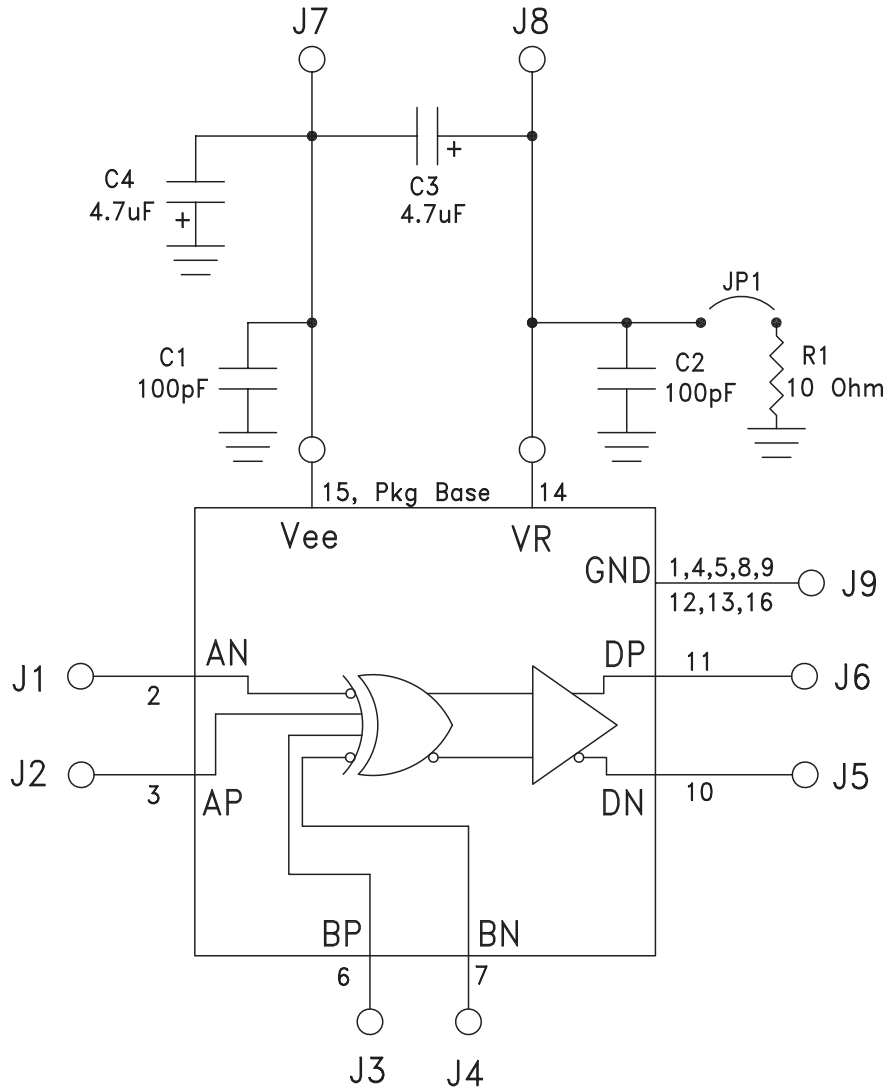 J7
J8
+
C4
4.7uF
+
C3
4.7uF
JP1
C1
100pF
C2
100pF
R1
10 Ohm
15, Pkg Base
14
Vee
VR
GND
1,4,5,8,9
12,13,16
J9
J1
AN
2
DP
11
J6
J2
3
AP
DN
10
J5
BP
BN
6
7
J3
J4